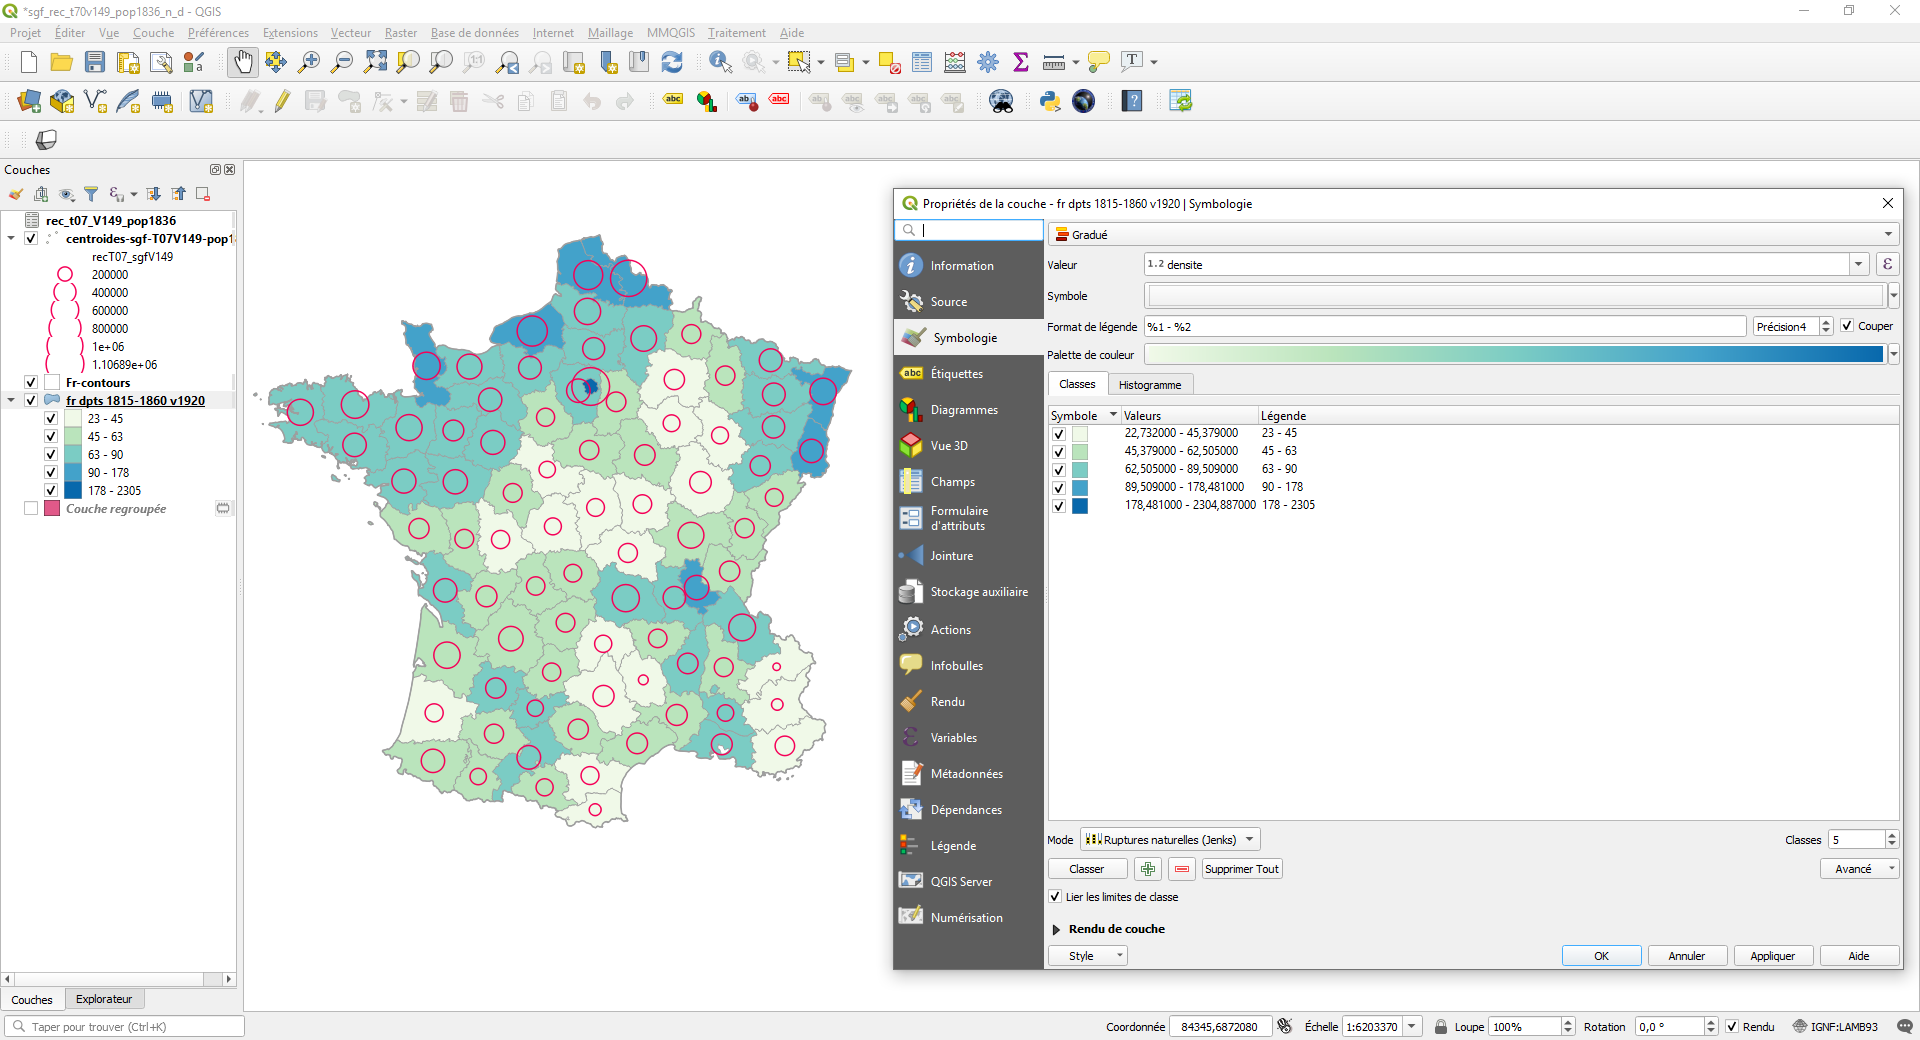 *sgf_rec_t70v149_pop1836_n_d - QGIS
Projet Éditer Vue Couche Préférences Extensions Vecteur Raster Base de données Internet Maillage MMQGIS Traitement Aide
Couches
rec_t07_V149_pop1836
centroides-sgf-T07V149-pop1
recT07_sgfV149
200000
400000
600000
800000
1e+06
1.10689e+06
Fr-contours
fr dpts 1815-1860 v1920
23 - 45
45 - 63
63 - 90
90 - 178
178 - 2305
Couche regroupée
Couches Explorateur
Taper pour trouver (Ctrl+K)
Propriétés de la couche - fr dpts 1815-1860 v1920 | Symbologie
Information
Source
Symbologie
Étiquettes
Diagrammes
Vue 3D
Champs
Formulaire
d'attributs
Jointure
Stockage auxiliaire
Actions
Infobulles
Rendu
Variables
Métadonnées
Dépendances
Légende
QGIS Server
Numérisation
Gradué
Valeur 1.2 densite
Symbole
Format de légende %1 - %2 Précision4 Couper
Palette de couleur
Classes Histogramme
Symbole Valeurs Légende
22,732000 - 45,379000 23 - 45
45,379000 - 62,505000 45 - 63
62,505000 - 89,509000 63 - 90
89,509000 - 178,481000 90 - 178
178,481000 - 2304,887000 178 - 2305
Mode Ruptures naturelles (Jenks) Classes 5
Classer Supprimer Tout Avancé
Lier les limites de classe
Rendu de couche
Style OK Annuler Appliquer Aide
Coordonnée 84345,6872080 Échelle 1:6203370 Loupe 100% Rotation 0,0 ° Rendu IGNF:LAMB93